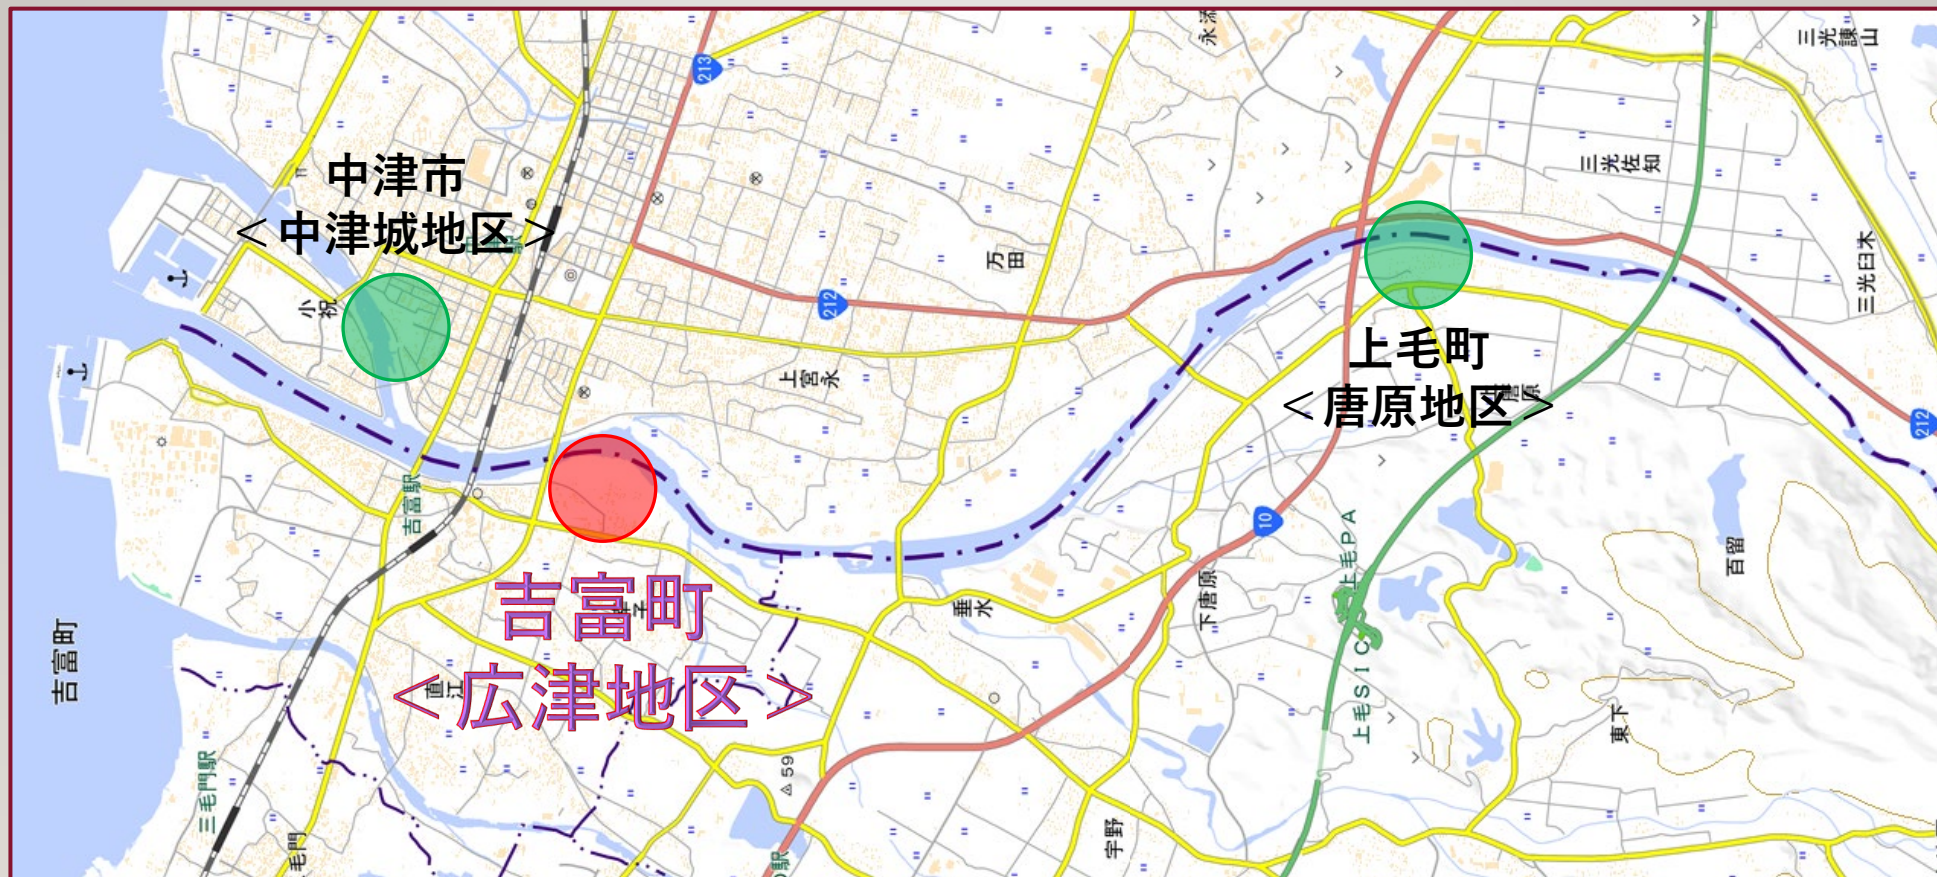 中津市
＜中津城地区＞
上毛町
＜唐原地区＞
吉富町
＜広津地区＞
吉富町
小祝
213
212
万田
上宮永
三光諫山
三光佐知
三光臼木
212
10
吉富駅
垂水
下唐原
上毛PA
上毛SIC
百留
東下
直江
三毛門駅
59
宇野